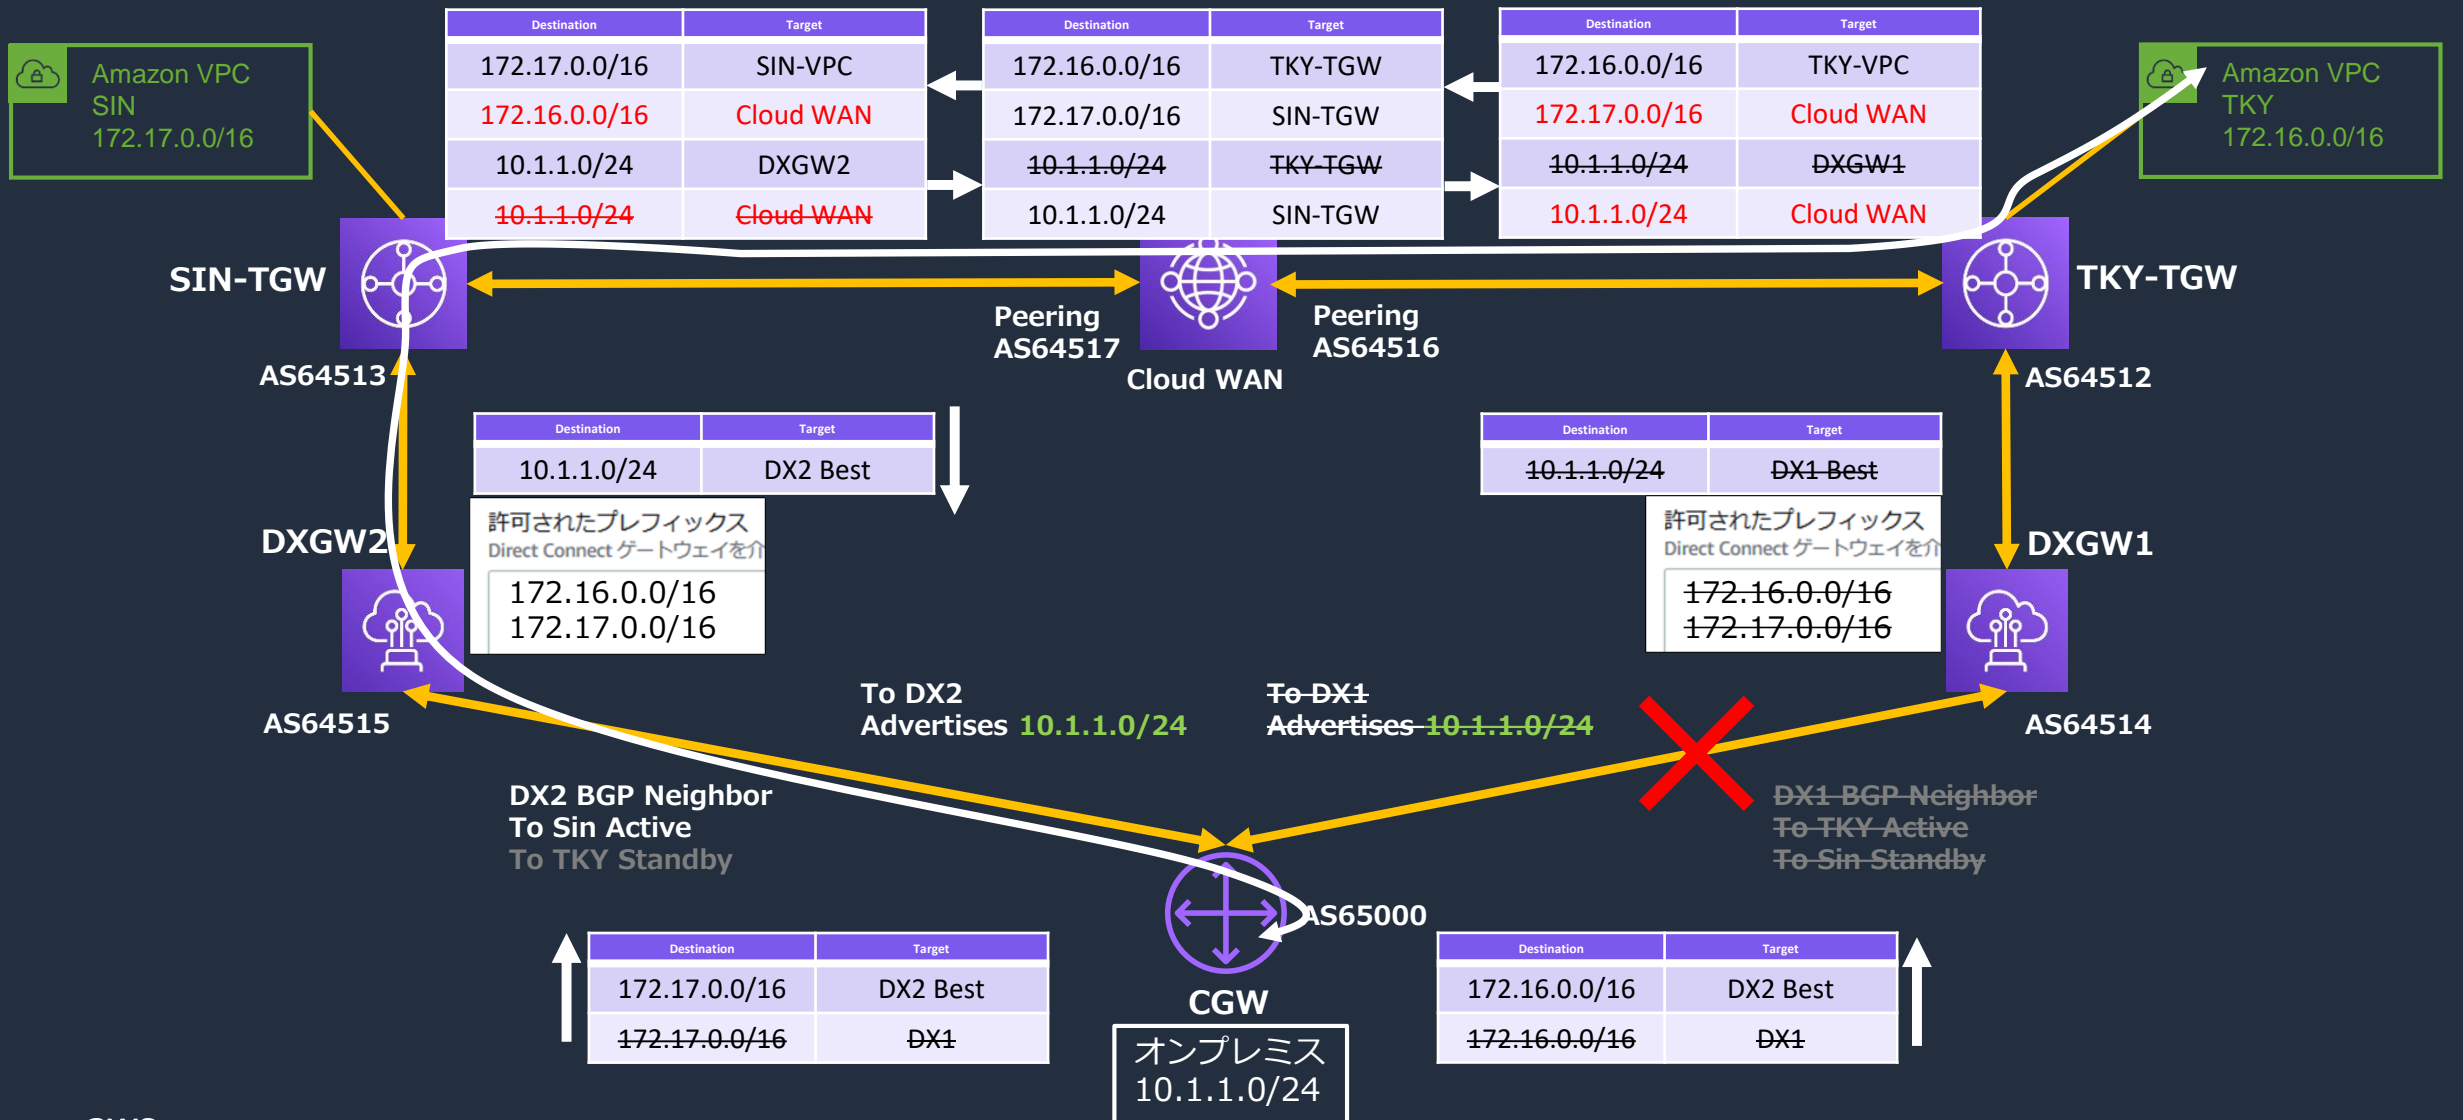 Destination Target
172.17.0.0/16 SIN-VPC
172.16.0.0/16 Cloud WAN
10.1.1.0/24 DXGW2
10.1.1.0/24 Cloud WAN
Destination Target
172.16.0.0/16 TKY-TGW
172.17.0.0/16 SIN-TGW
10.1.1.0/24 TKY-TGW
10.1.1.0/24 SIN-TGW
Destination Target
172.16.0.0/16 TKY-VPC
172.17.0.0/16 Cloud WAN
10.1.1.0/24 DXGW1
10.1.1.0/24 Cloud WAN
Amazon VPC
SIN
172.17.0.0/16
Amazon VPC
TKY
172.16.0.0/16
SIN-TGW
AS64513
Peering
AS64517
Cloud WAN
Peering
AS64516
TKY-TGW
AS64512
Destination Target
10.1.1.0/24 DX2 Best
許可されたプレフィックス
Direct Connect ゲートウェイを介
172.16.0.0/16
172.17.0.0/16
DXGW2
AS64515
Destination Target
10.1.1.0/24 DX1 Best
許可されたプレフィックス
Direct Connect ゲートウェイを介
172.16.0.0/16
172.17.0.0/16
DXGW1
AS64514
To DX2
Advertises 10.1.1.0/24
To DX1
Advertises 10.1.1.0/24
DX2 BGP Neighbor
To Sin Active
To TKY Standby
DX1 BGP Neighbor
To TKY Active
To Sin Standby
AS65000
CGW
オンプレミス
10.1.1.0/24
Destination Target
172.17.0.0/16 DX2 Best
172.17.0.0/16 DX1
Destination Target
172.16.0.0/16 DX2 Best
172.16.0.0/16 DX1